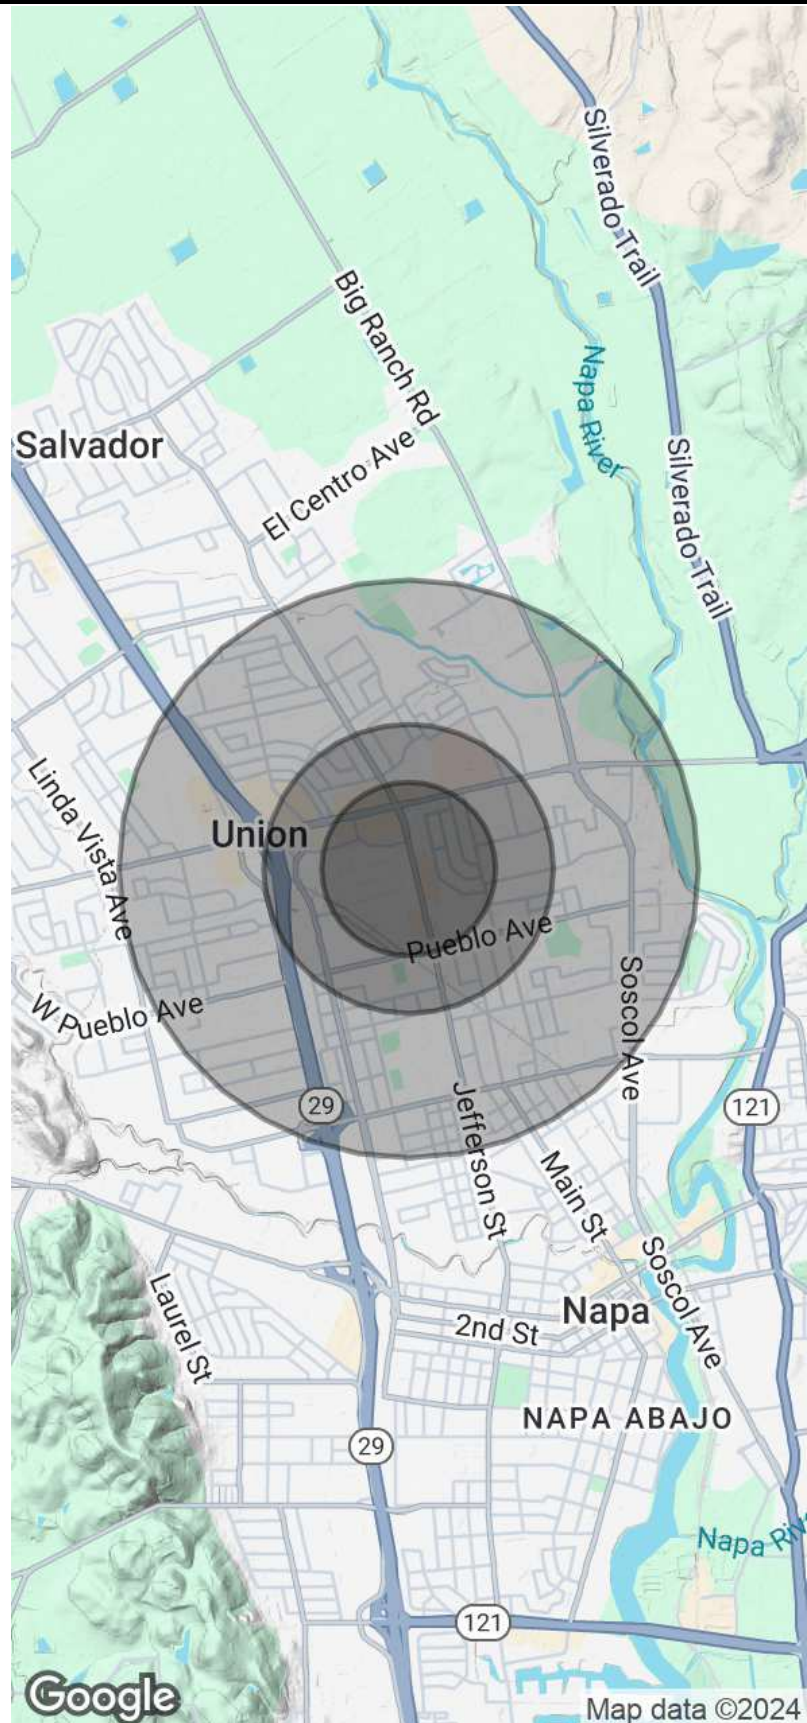 Silverado Trail
Big Ranch Rd
Napa River
Salvador
El Centro Ave
Silverado Trail
Linda Vista Ave
Union
Pueblo Ave
W Pueblo Ave
Soscol Ave
29
121
Jefferson St
Main St
Laurel St
Soscol Ave
Napa
2nd St
NAPA ABAJO
29
Napa Riv
121
Google
Map data ©2024